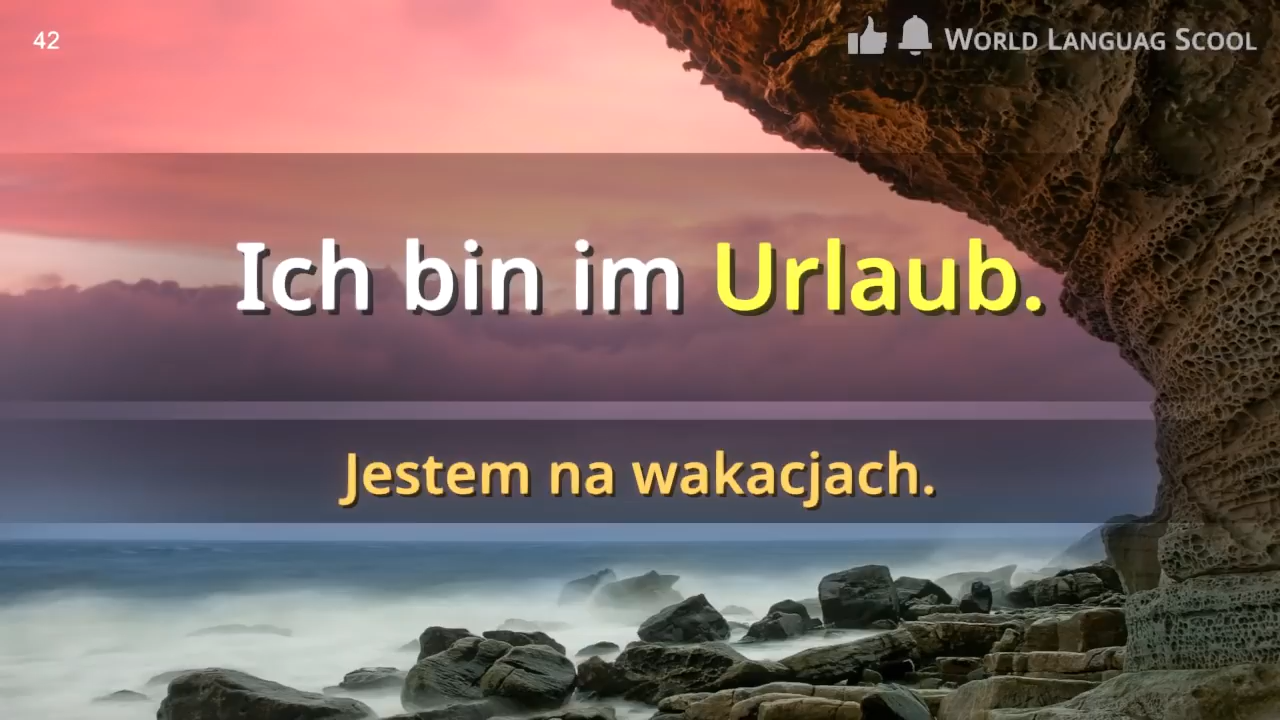 42
WORLD LANGUAG SCOOL
Ich bin im Urlaub.
Jestem na wakacjach.